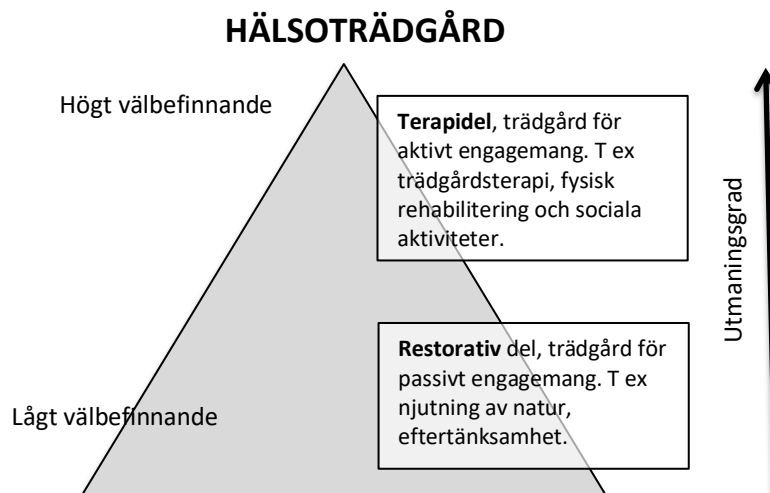 HÄLSOTRÄDGÅRD
Högt välbefinnande
Terapidel, trädgård för
aktivt engagemang. T ex
trädgårdsterapi, fysisk
rehabilitering och sociala
aktiviteter.
Utmaningsgrad
Restorativ del, trädgård för
passivt engagemang. T ex
njutning av natur,
eftertänksamhet.
Lågt välbefinnande